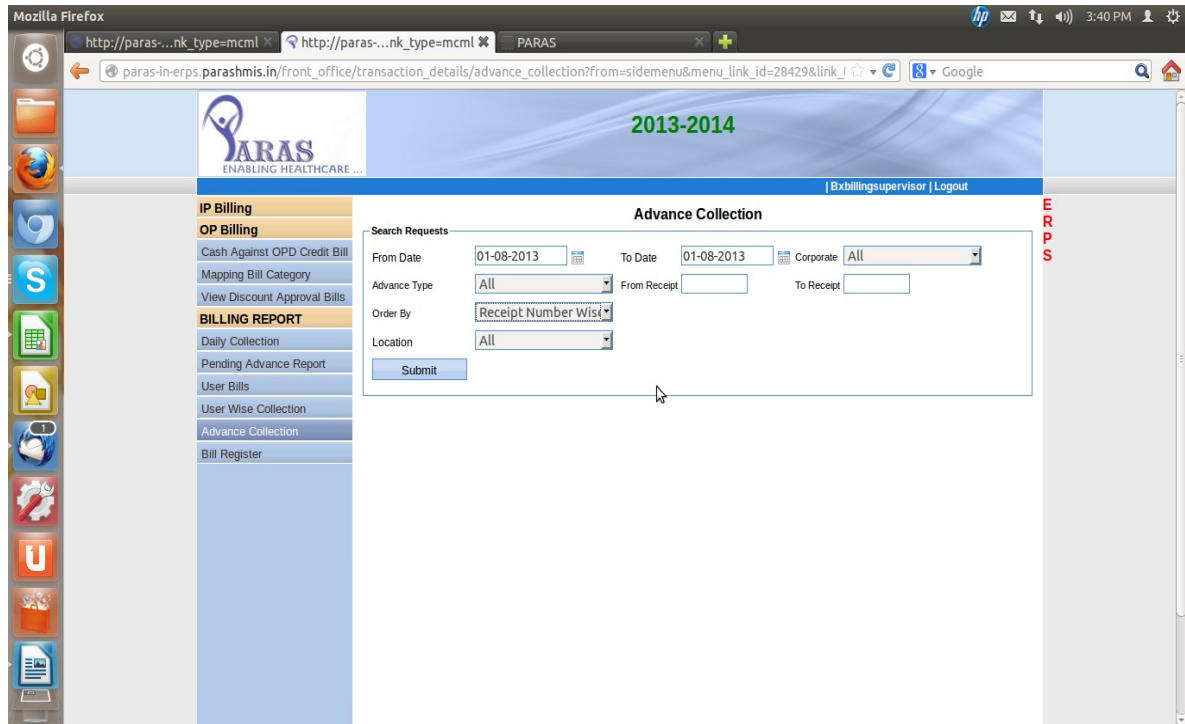 Mozilla Firefox
3:40 PM
http://paras-...nk_type=mcml
http://paras-...nk_type=mcml
PARAS
paras-in-erps.parashmis.in/front_office/transaction_details/advance_collection?from=sidemenu&menu_link_id=28429&link_
Google
PARAS
ENABLING HEALTHCARE ...
2013-2014
| Bxbillingsupervisor | Logout
E
R
P
S
IP Billing
OP Billing
Cash Against OPD Credit Bill
Mapping Bill Category
View Discount Approval Bills
BILLING REPORT
Daily Collection
Pending Advance Report
User Bills
User Wise Collection
Advance Collection
Bill Register
Advance Collection
Search Requests
From Date 01-08-2013 To Date 01-08-2013 Corporate All
Advance Type All From Receipt To Receipt
Order By Receipt Number Wise
Location All
Submit
1